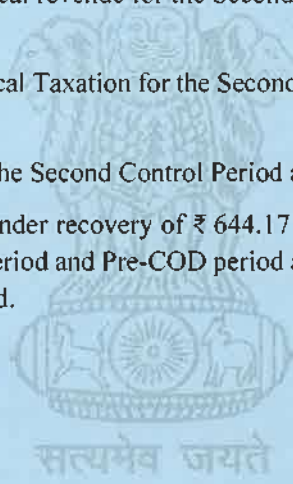 cal revenue for the Second
cal Taxation for the Second
he Second Control Period a
nder recovery of ₹ 644.17
eriod and Pre-COD period a
d.
सत्यमेव जयते